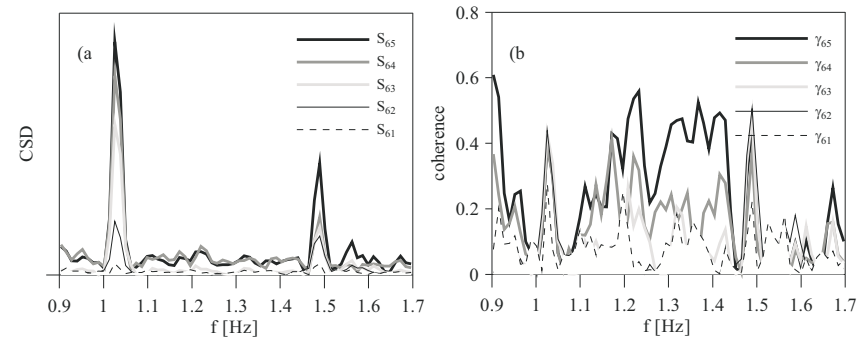 (a
S65
S64
S63
S62
S61
CSD
0.9 1 1.1 1.2 1.3 1.4 1.5 1.6 1.7
f [Hz]
(b)
γ65
γ64
γ63
γ62
γ61
coherence
0.8
0.6
0.4
0.2
0
0.9 1 1.1 1.2 1.3 1.4 1.5 1.6 1.7
f [Hz]